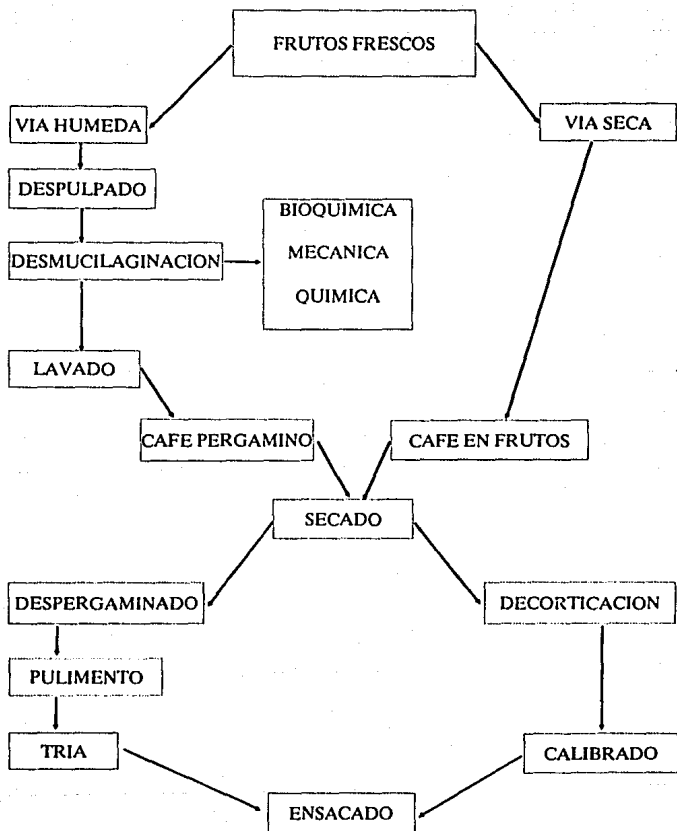 FRUTOS FRESCOS
VIA HUMEDA
VIA SECA
DESPULPADO
BIOQUIMICA
DESMUCILAGINACION
MECANICA
QUIMICA
LAVADO
CAFE PERGAMINO
CAFE EN FRUTOS
SECADO
DESPERGAMINADO
DECORTICACION
PULIMENTO
TRIA
CALIBRADO
ENSACADO